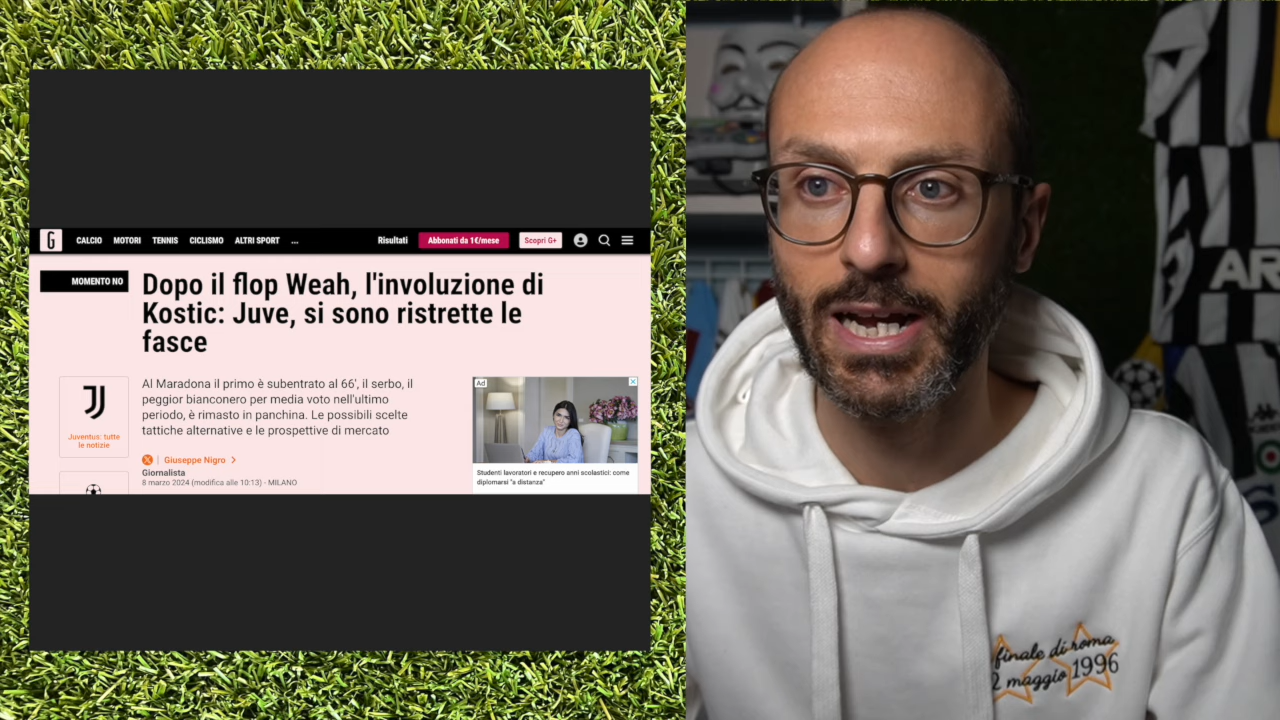 G
CALCIO MOTORI TENNIS CICLISMO ALTRI SPORT ... Risultati Abbonati da 1€/mese Scopri G+
MOMENTO NO
Dopo il flop Weah, l'involuzione di
Kostic: Juve, si sono ristrette le
fasce
Al Maradona il primo è subentrato al 66', il serbo, il
peggior bianconero per media voto nell'ultimo
periodo, è rimasto in panchina. Le possibili scelte
tattiche alternative e le prospettive di mercato
Juventus: tutte
le notizie
Giuseppe Nigro
Giornalista
8 marzo 2024 (modifica alle 10:13) - MILANO
Ad
Studenti lavoratori e recupero anni scolastici: come
diplomarsi "a distanza"
AR
finale di roma
2 maggio 1996